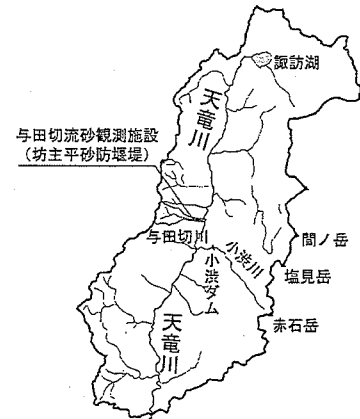 諏訪湖
天竜川
与田切流砂観測施設
(坊主平砂防堰堤)
与田切川
小渋川
間ノ岳
小渋ダム
塩見岳
赤石岳
天竜川